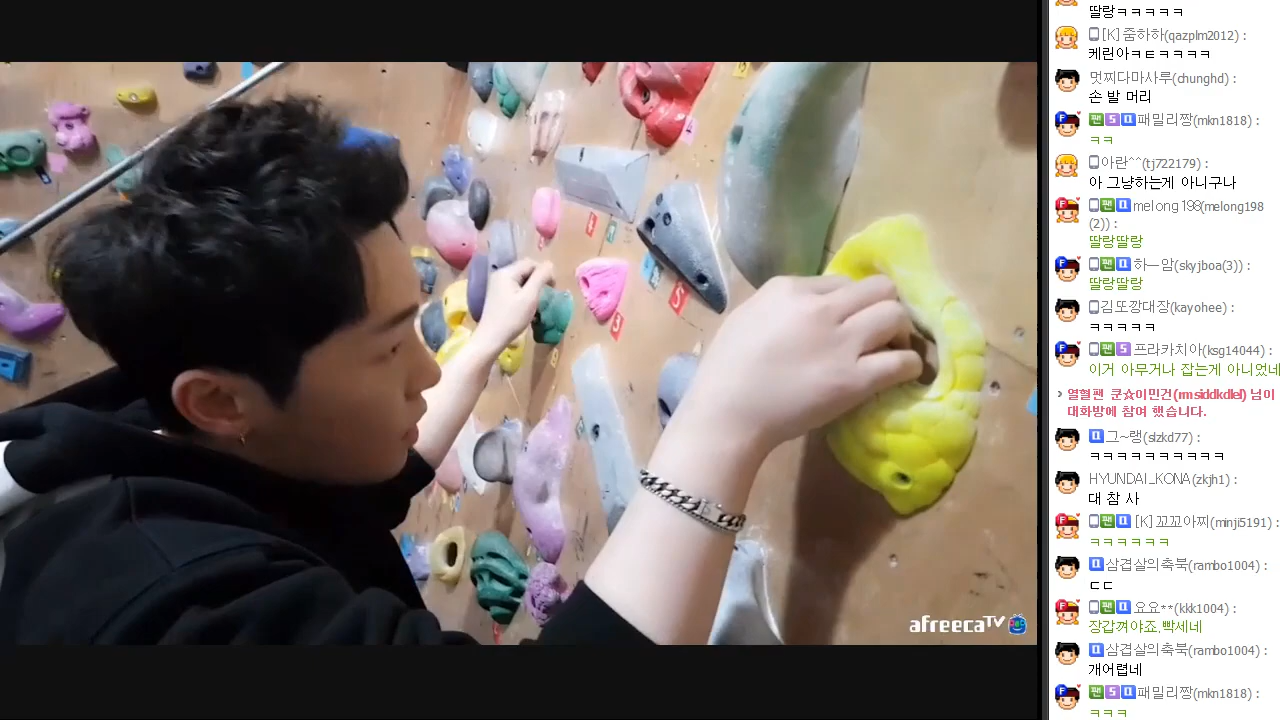 딸랑ㅋㅋㅋㅋㅋ
[K] 줌하하(qazplm2012) :
케런아ㅋㅌㅋㅋㅋㅋ
멋찌다마사루(chunghd) :
손 발 머리
팬 S Q 패밀리짱(mkn1818) :
ㅋㅋ
아란^^(tj722179) :
아 그냥하는게 아니구나
팬 Q melong198(melong198
(2)) :
딸랑딸랑
팬 Q 하ㅡ암(skyjboa(3)) :
딸랑딸랑
김또깡대장(kayohee) :
ㅋㅋㅋㅋㅋ
팬 S 프라카치아(ksg14044) :
이거 아무거나 잡는게 아니었네
열혈팬 쿤☆이민건(rmsiddkdlel) 님이
대화방에 참여 했습니다.
Q 그~랭(slzkd77) :
ㅋㅋㅋㅋㅋㅋㅋㅋㅋㅋ
HYUNDAI_KONA(zkjh1) :
대 참 사
팬 Q [K] 꼬꼬아찌(minji5191) :
ㅋㅋㅋㅋㅋㅋ
Q 삼겹살의축복(rambo1004) :
ㄷㄷ
팬 Q 요요**(kkk1004) :
장갑껴야죠,빡세네
Q 삼겹살의축복(rambo1004) :
개어렵네
팬 S Q 패밀리짱(mkn1818) :
ㅋㅋㅋ
afreecaTV